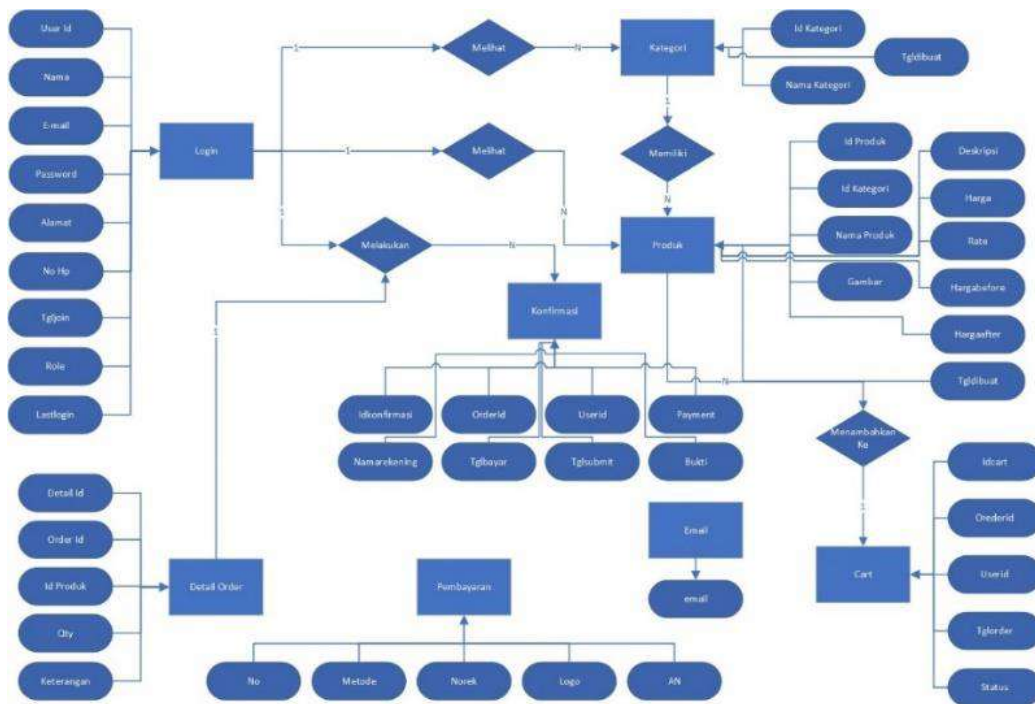 User Id
Nama
E-mail
Password
Alamat
No Hp
Tgljoin
Role
Lastlogin
Login
1
Melihat
N
Kategori
Id Kategori
Tgldibuat
Nama Kategori
1
Melihat
N
1
Memiliki
N
Produk
Id Produk
Id Kategori
Nama Produk
Gambar
Deskripsi
Harga
Rate
Hargabefore
Hargaafter
Tgldibuat
1
Melakukan
N
1
Konfirmasi
Idkonfirmasi
OrderId
Userid
Payment
Namarekening
Tglbayar
Tglsubmit
Bukti
N
Menambahkan
Ke
1
Cart
Idcart
Orederid
Userid
Tglorder
Status
Detail Id
Order Id
Id Produk
Qty
Keterangan
Detail Order
Pembayaran
No
Metode
Norek
Logo
AN
Email
email